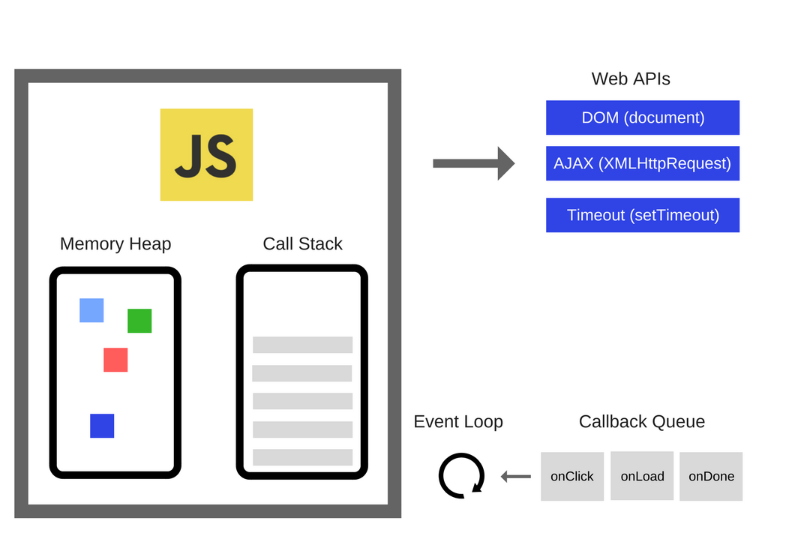 Web APIs
DOM (document)
AJAX (XMLHttpRequest)
Timeout (setTimeout)
JS
Memory Heap
Call Stack
Event Loop
Callback Queue
onClick
onLoad
onDone